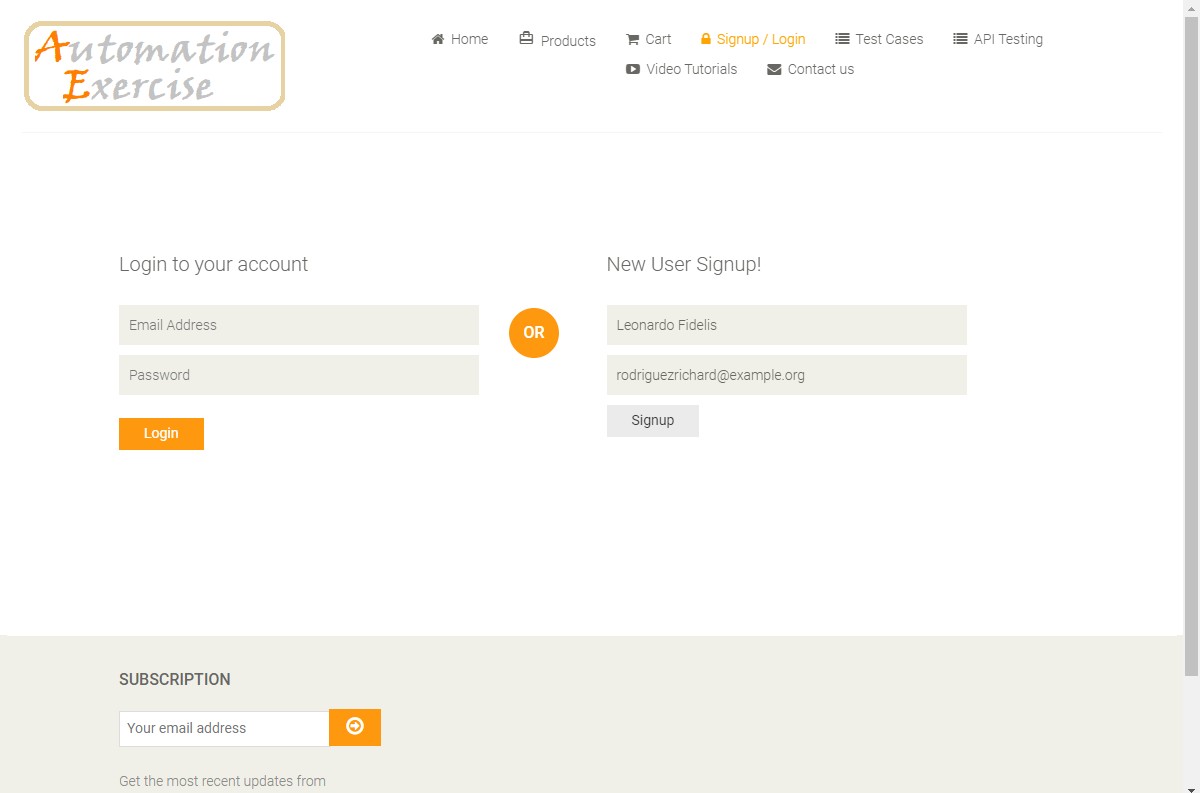 Automation
Exercise
Home
Products
Cart
Signup / Login
Test Cases
API Testing
Video Tutorials
Contact us
Login to your account
Email Address
Password
Login
OR
New User Signup!
Leonardo Fidelis
rodriguezrichard@example.org
Signup
SUBSCRIPTION
Your email address
Get the most recent updates from